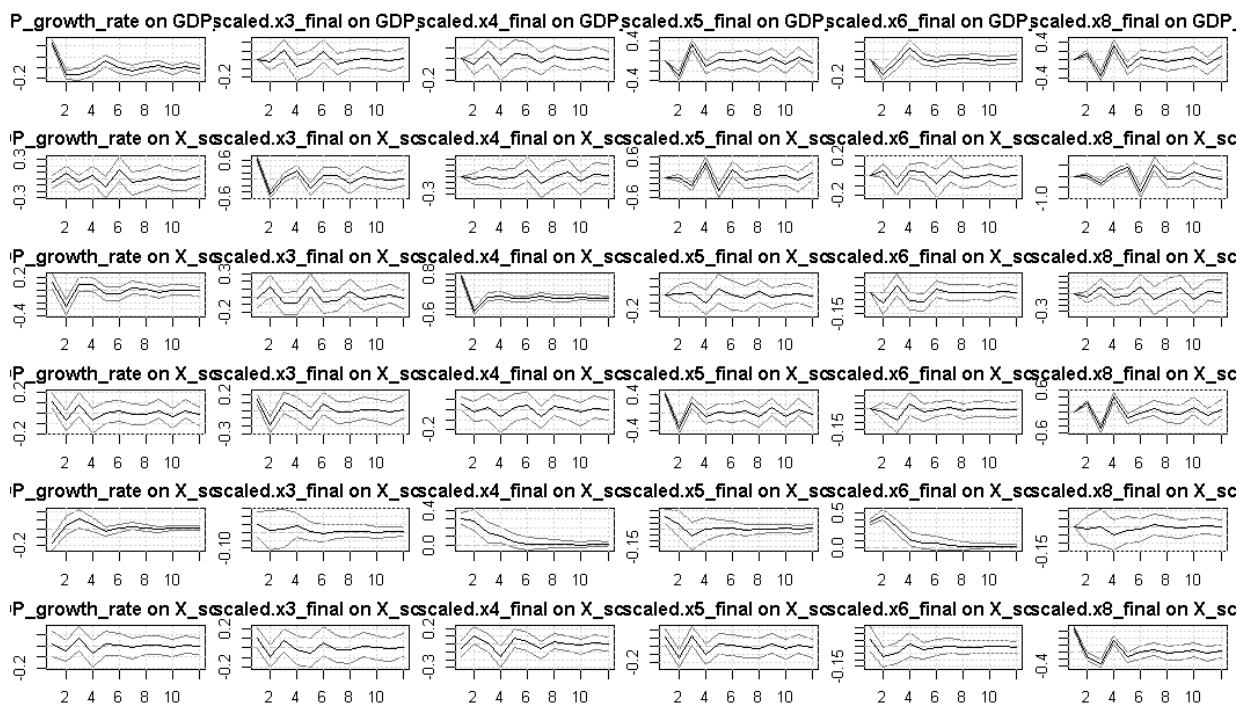 P_growth_rate on GDP_scaled.x3_final on GDP_scaled.x4_final on GDP_scaled.x5_final on GDP_scaled.x6_final on GDP_scaled.x8_final on GDP_
-0.2 -0.2 -0.2 -0.4 0.4 -0.2 -0.4 0.4
2 4 6 8 10 2 4 6 8 10 2 4 6 8 10 2 4 6 8 10 2 4 6 8 10 2 4 6 8 10
P_growth_rate on X_scscaled.x3_final on X_scscaled.x4_final on X_scscaled.x5_final on X_scscaled.x6_final on X_scscaled.x8_final on X_sc
-0.3 0.3 -0.6 0.6 -0.3 -0.6 0.6 -0.2 -1.0
2 4 6 8 10 2 4 6 8 10 2 4 6 8 10 2 4 6 8 10 2 4 6 8 10 2 4 6 8 10
P_growth_rate on X_scscaled.x3_final on X_scscaled.x4_final on X_scscaled.x5_final on X_scscaled.x6_final on X_scscaled.x8_final on X_sc
-0.4 0.2 -0.2 0.3 -0.6 0.8 -0.2 -0.15 -0.3
2 4 6 8 10 2 4 6 8 10 2 4 6 8 10 2 4 6 8 10 2 4 6 8 10 2 4 6 8 10
P_growth_rate on X_scscaled.x3_final on X_scscaled.x4_final on X_scscaled.x5_final on X_scscaled.x6_final on X_scscaled.x8_final on X_sc
-0.2 0.2 -0.3 0.2 -0.2 -0.4 0.4 -0.15 -0.6 0.6
2 4 6 8 10 2 4 6 8 10 2 4 6 8 10 2 4 6 8 10 2 4 6 8 10 2 4 6 8 10
P_growth_rate on X_scscaled.x3_final on X_scscaled.x4_final on X_scscaled.x5_final on X_scscaled.x6_final on X_scscaled.x8_final on X_sc
-0.2 -0.10 0.0 0.4 -0.15 0.0 0.5 -0.15
2 4 6 8 10 2 4 6 8 10 2 4 6 8 10 2 4 6 8 10 2 4 6 8 10 2 4 6 8 10
P_growth_rate on X_scscaled.x3_final on X_scscaled.x4_final on X_scscaled.x5_final on X_scscaled.x6_final on X_scscaled.x8_final on X_sc
-0.2 -0.2 0.2 -0.3 0.2 -0.2 -0.15 -0.4
2 4 6 8 10 2 4 6 8 10 2 4 6 8 10 2 4 6 8 10 2 4 6 8 10 2 4 6 8 10